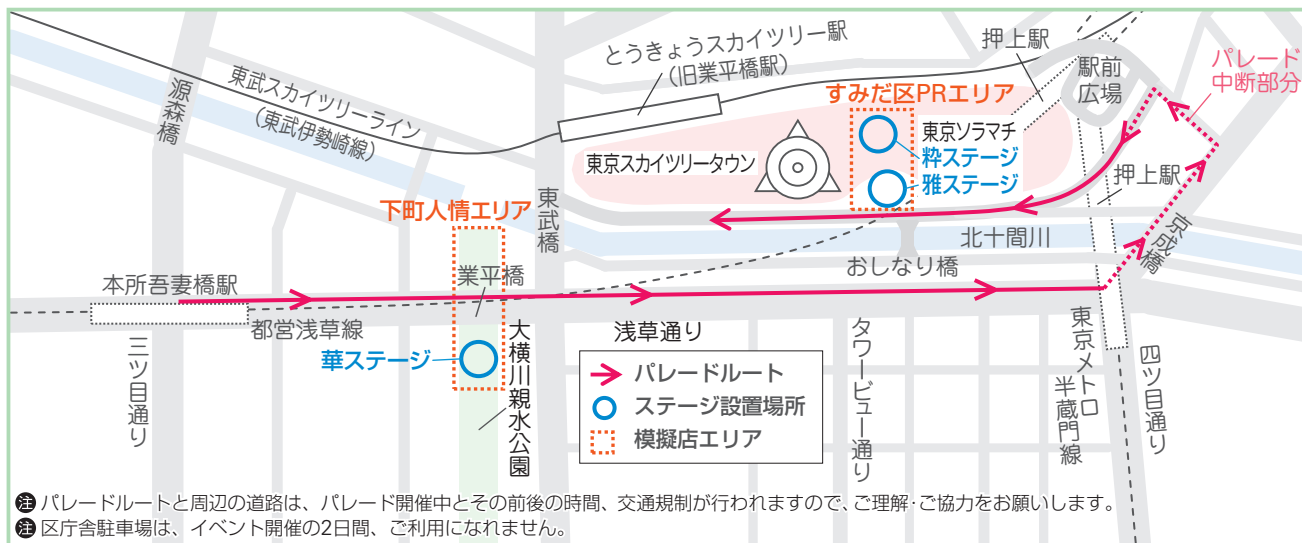 とうきょうスカイツリー駅
（旧業平橋駅）
押上駅
駅前
広場
パレード
中断部分
源森橋
東武スカイツリーライン
（東武伊勢崎線）
すみだ区PRエリア
東京ソラマチ
粋ステージ
雅ステージ
東京スカイツリータウン
押上駅
下町人情エリア
東武橋
北十間川
京成橋
おしなり橋
本所吾妻橋駅
業平橋
都営浅草線
浅草通り
華ステージ
大横川親水公園
三ツ目通り
タワービュー通り
東京メトロ
半蔵門線
四ツ目通り
パレードルート
ステージ設置場所
模擬店エリア
注 パレードルートと周辺の道路は、パレード開催中とその前後の時間、交通規制が行われますので、ご理解・ご協力をお願いします。
注 区庁舎駐車場は、イベント開催の2日間、ご利用になれません。